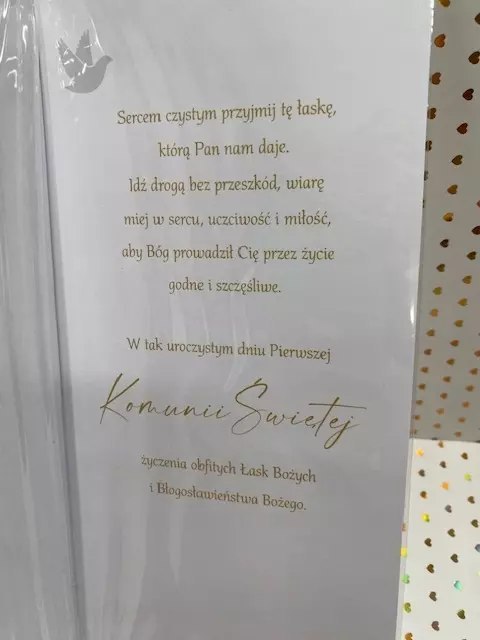 Sercem czystym przyjmij tę łaskę,
którą Pan nam daje.
Idź drogą bez przeszkód, wiarę
miej w sercu, uczciwość i miłość,
aby Bóg prowadził Cię przez życie
godne i szczęśliwe.
W tak uroczystym dniu Pierwszej
Komunii Świętej
życzenia obfitych Łask Bożych
i Błogosławieństwa Bożego.